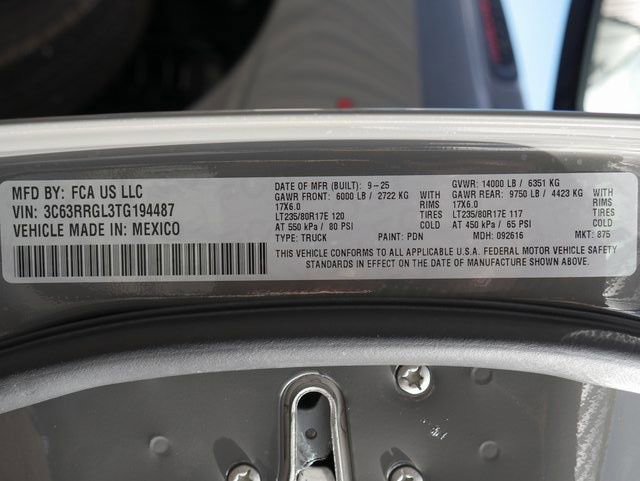 MFD BY: FCA US LLC
VIN: 3C63RRGL3TG194487
VEHICLE MADE IN: MEXICO
DATE OF MFR (BUILT): 9-25 GVWR: 14000 LB / 6351 KG
GAWR FRONT: 6000 LB / 2722 KG WITH GAWR REAR: 9750 LB / 4423 KG WITH
17X6.0 RIMS 17X6.0 RIMS
LT235/80R17E 120 TIRES LT235/80R17E 117 TIRES
AT 550 kPa / 80 PSI COLD AT 450 kPa / 65 PSI COLD
TYPE: TRUCK PAINT: PDN MDH: 092616 MKT: 875
THIS VEHICLE CONFORMS TO ALL APPLICABLE U.S.A. FEDERAL MOTOR VEHICLE SAFETY
STANDARDS IN EFFECT ON THE DATE OF MANUFACTURE SHOWN ABOVE.